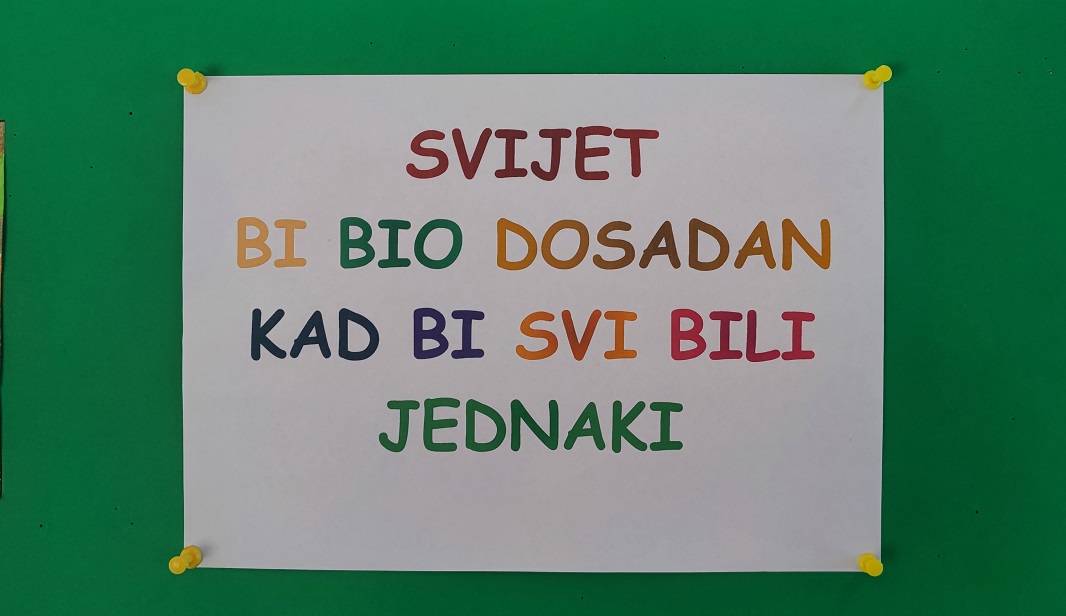 SVIJET
BI BIO DOSADAN
KAD BI SVI BILI
JEDNAKI